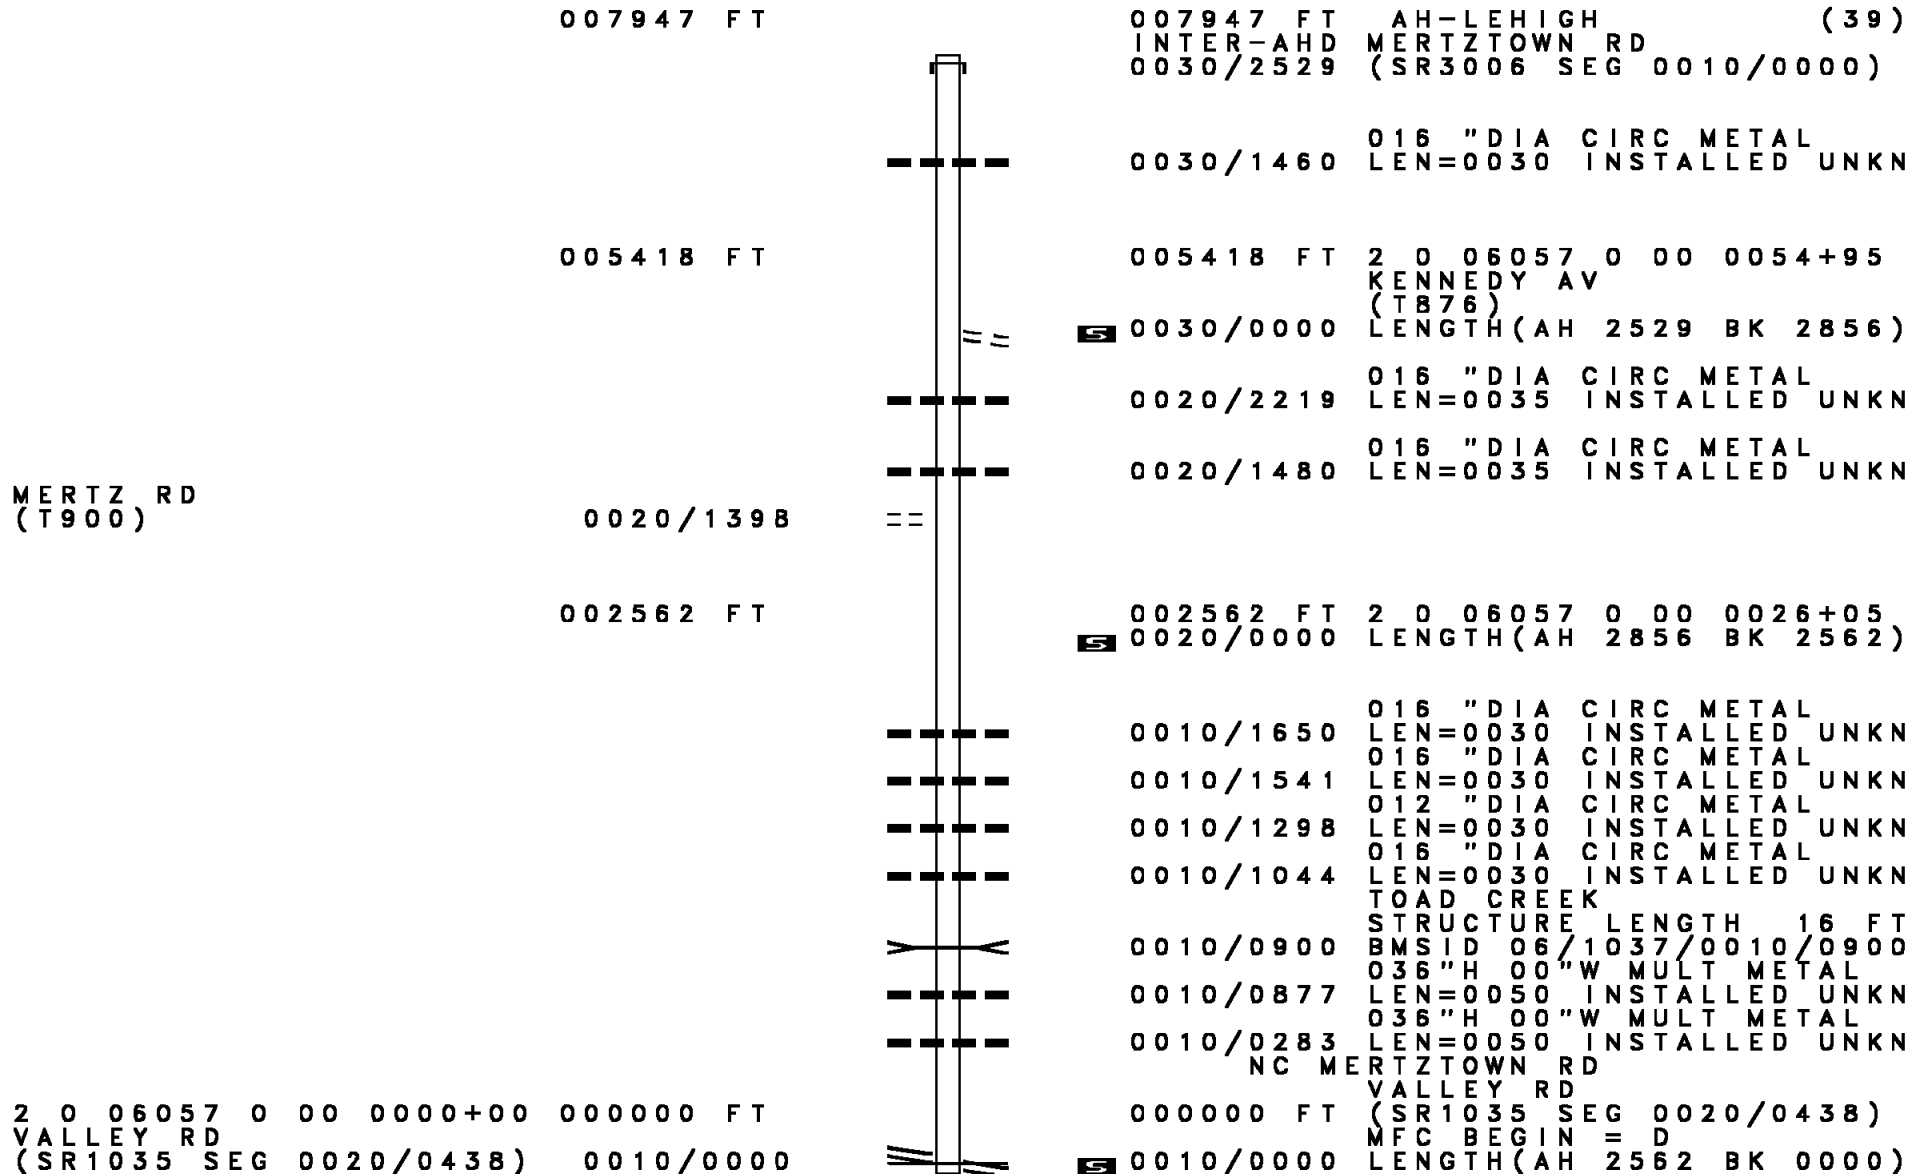 007947 FT 007947 FT AH-LEHIGH (39)
INTER-AHD MERTZTOWN RD
0030/2529 (SR3006 SEG 0010/0000)
016 "DIA CIRC METAL
0030/1460 LEN=0030 INSTALLED UNKN
005418 FT 005418 FT 2 0 06057 0 00 0054+95
KENNEDY AV
(T876)
S 0030/0000 LENGTH(AH 2529 BK 2856)
016 "DIA CIRC METAL
0020/2219 LEN=0035 INSTALLED UNKN
016 "DIA CIRC METAL
0020/1480 LEN=0035 INSTALLED UNKN
MERTZ RD
(T900) 0020/1398
002562 FT 002562 FT 2 0 06057 0 00 0026+05
S 0020/0000 LENGTH(AH 2856 BK 2562)
016 "DIA CIRC METAL
0010/1650 LEN=0030 INSTALLED UNKN
016 "DIA CIRC METAL
0010/1541 LEN=0030 INSTALLED UNKN
012 "DIA CIRC METAL
0010/1298 LEN=0030 INSTALLED UNKN
016 "DIA CIRC METAL
0010/1044 LEN=0030 INSTALLED UNKN
TOAD CREEK
STRUCTURE LENGTH 16 FT
0010/0900 BMSID 06/1037/0010/0900
036"H 00"W MULT METAL
0010/0877 LEN=0050 INSTALLED UNKN
036"H 00"W MULT METAL
0010/0283 LEN=0050 INSTALLED UNKN
NC MERTZTOWN RD
VALLEY RD
2 0 06057 0 00 0000+00 000000 FT 000000 FT (SR1035 SEG 0020/0438)
VALLEY RD MFC BEGIN = D
(SR1035 SEG 0020/0438) 0010/0000 S 0010/0000 LENGTH(AH 2562 BK 0000)